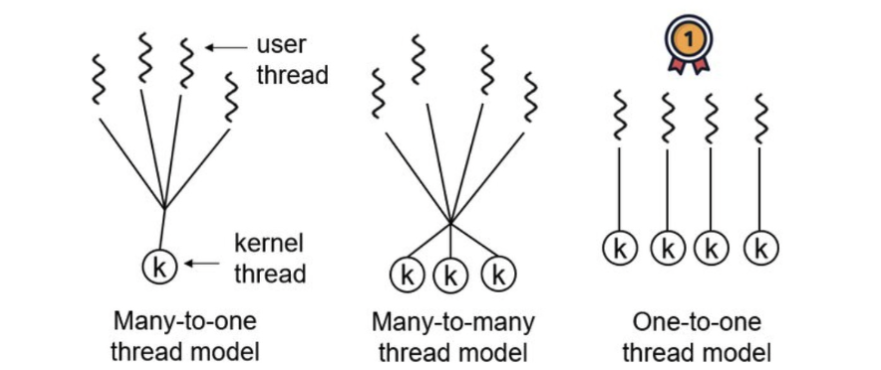 user
thread
1
k
kernel
thread
k k k
k k k k
Many-to-one
thread model
Many-to-many
thread model
One-to-one
thread model